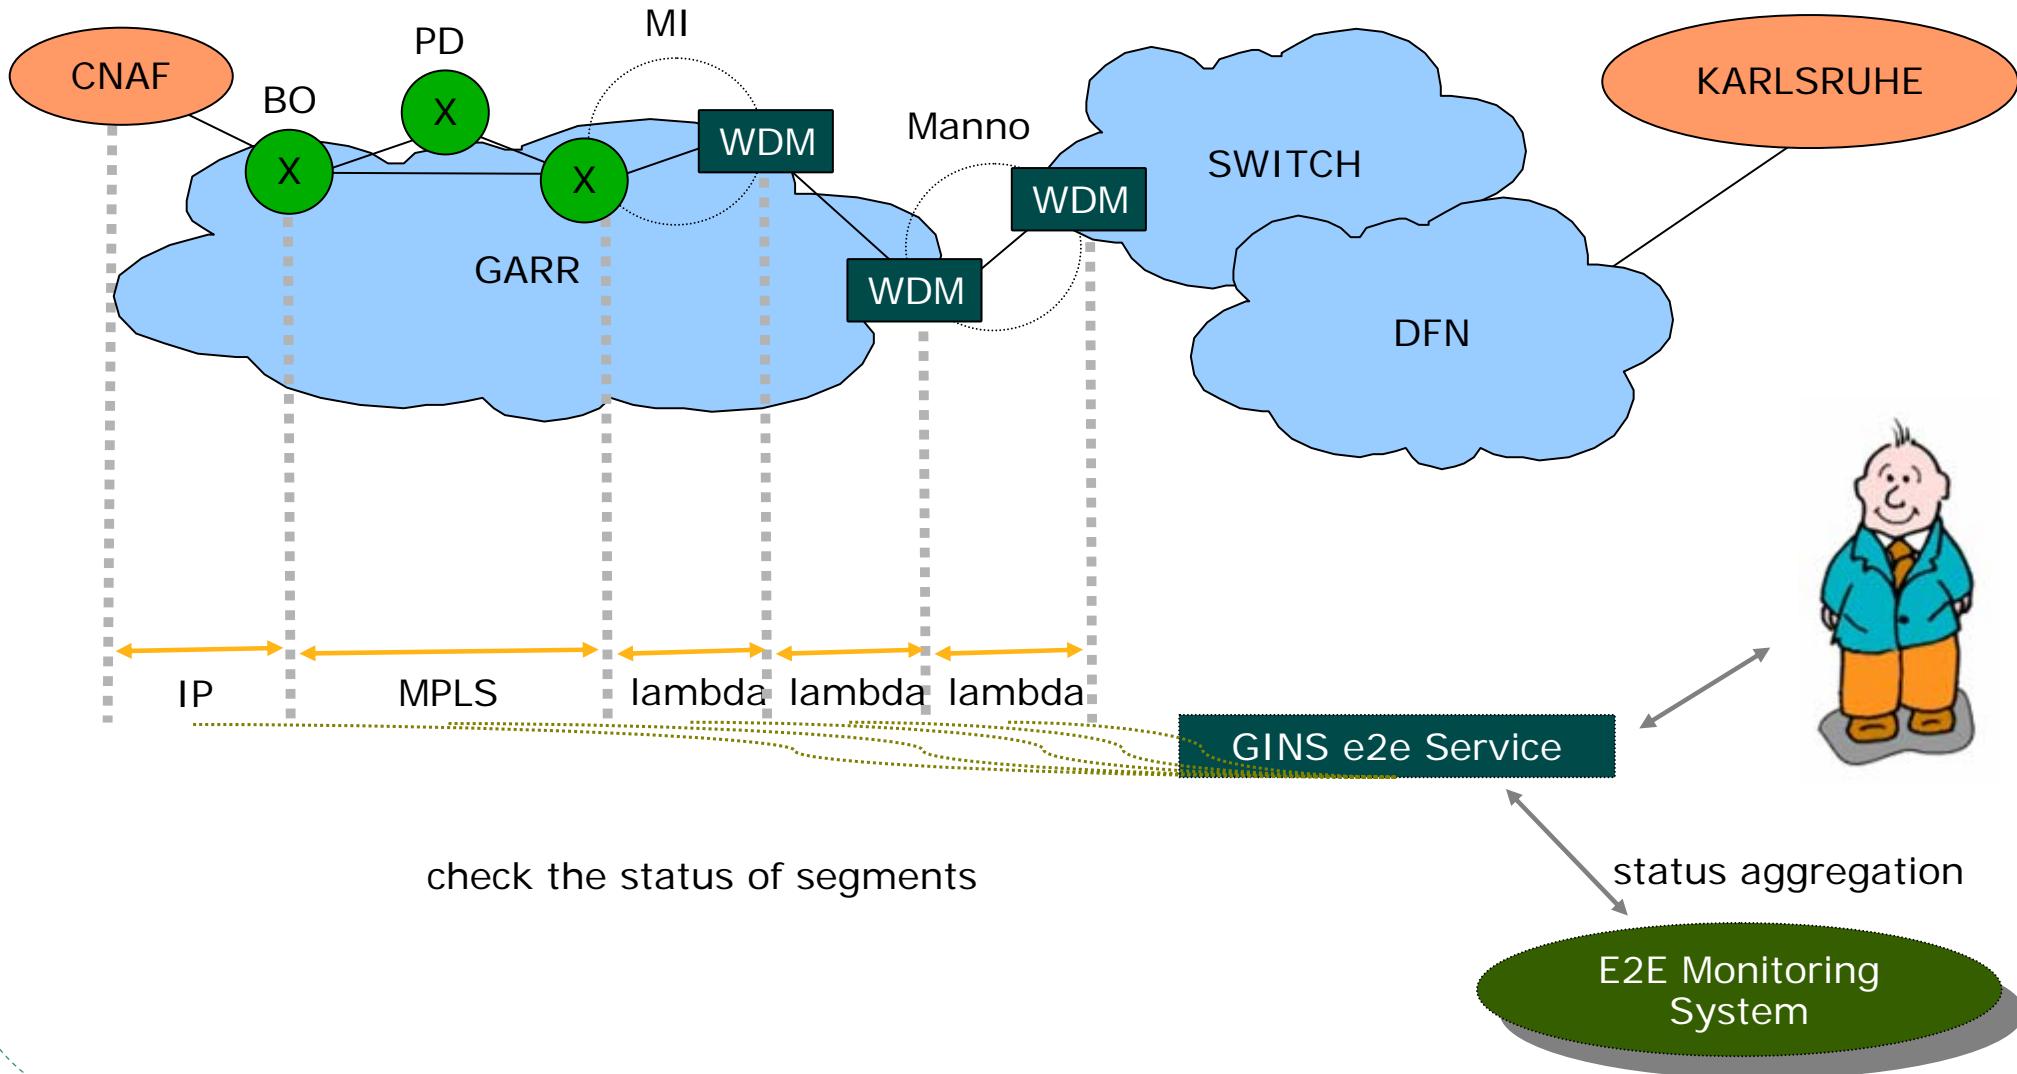 MI
PD
CNAF
KARLSRUHE
BO
X
Manno
WDM
SWITCH
X
X
WDM
GARR
WDM
DFN
IP
MPLS
lambda
lambda
lambda
GINS e2e Service
check the status of segments
status aggregation
E2E Monitoring
System